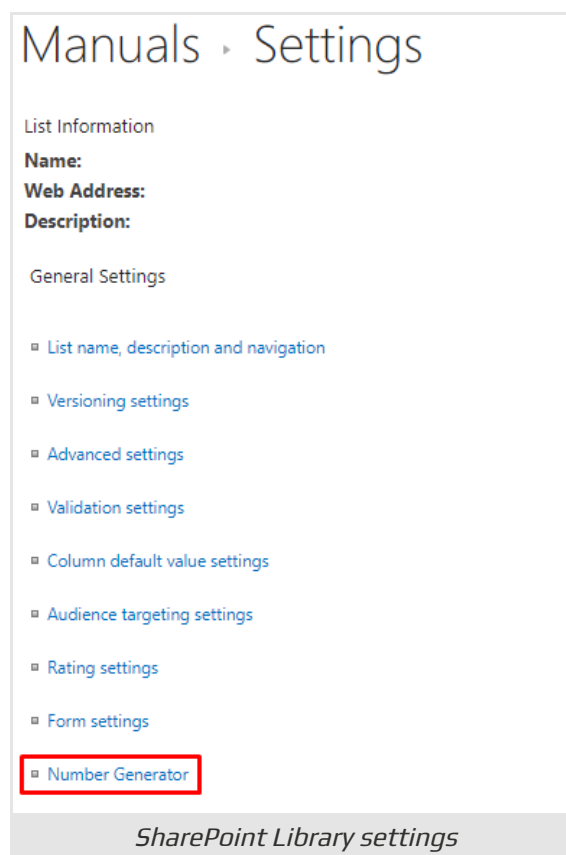 Manuals ▸ Settings
List Information
Name:
Web Address:
Description:
General Settings
List name, description and navigation
Versioning settings
Advanced settings
Validation settings
Column default value settings
Audience targeting settings
Rating settings
Form settings
Number Generator
SharePoint Library settings